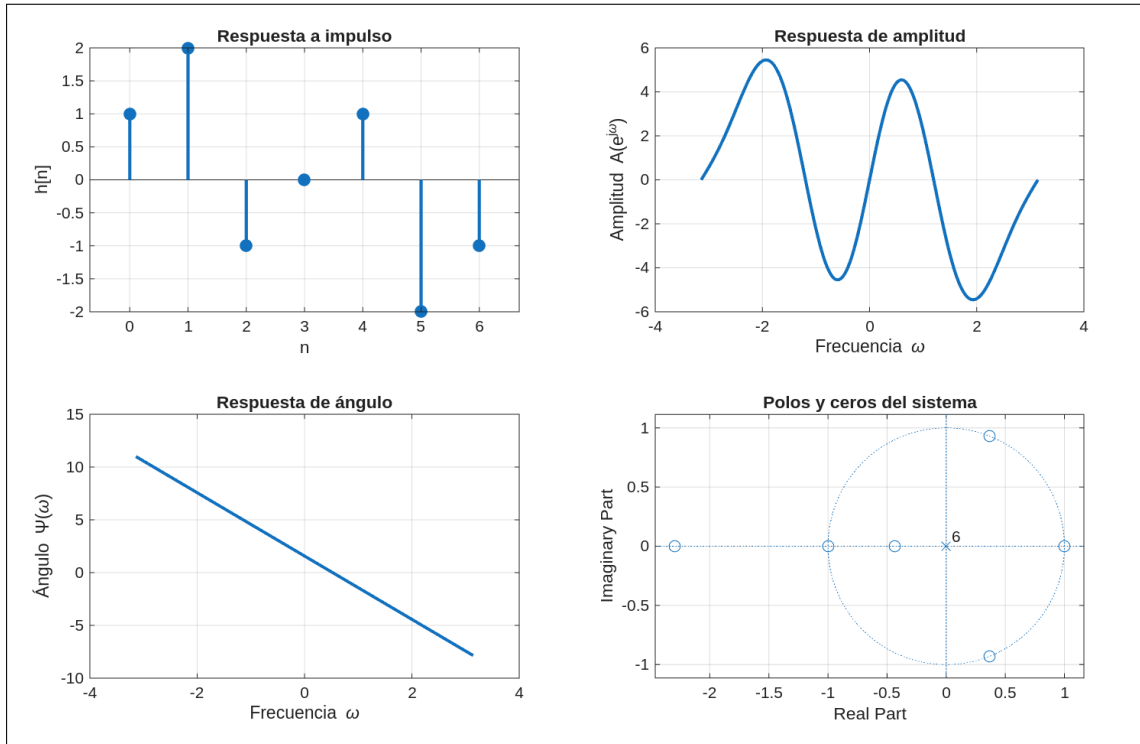 Respuesta a impulso
2
1.5
1
0.5
0
-0.5
-1
-1.5
-2
h[n]
0 1 2 3 4 5 6
n
Respuesta de amplitud
6
4
2
0
-2
-4
-6
Amplitud A(e^jω)
-4 -2 0 2 4
Frecuencia ω
Respuesta de ángulo
15
10
5
0
-5
-10
Ángulo Ψ(ω)
-4 -2 0 2 4
Frecuencia ω
Polos y ceros del sistema
1
0.5
0
-0.5
-1
Imaginary Part
6
-2 -1.5 -1 -0.5 0 0.5 1
Real Part